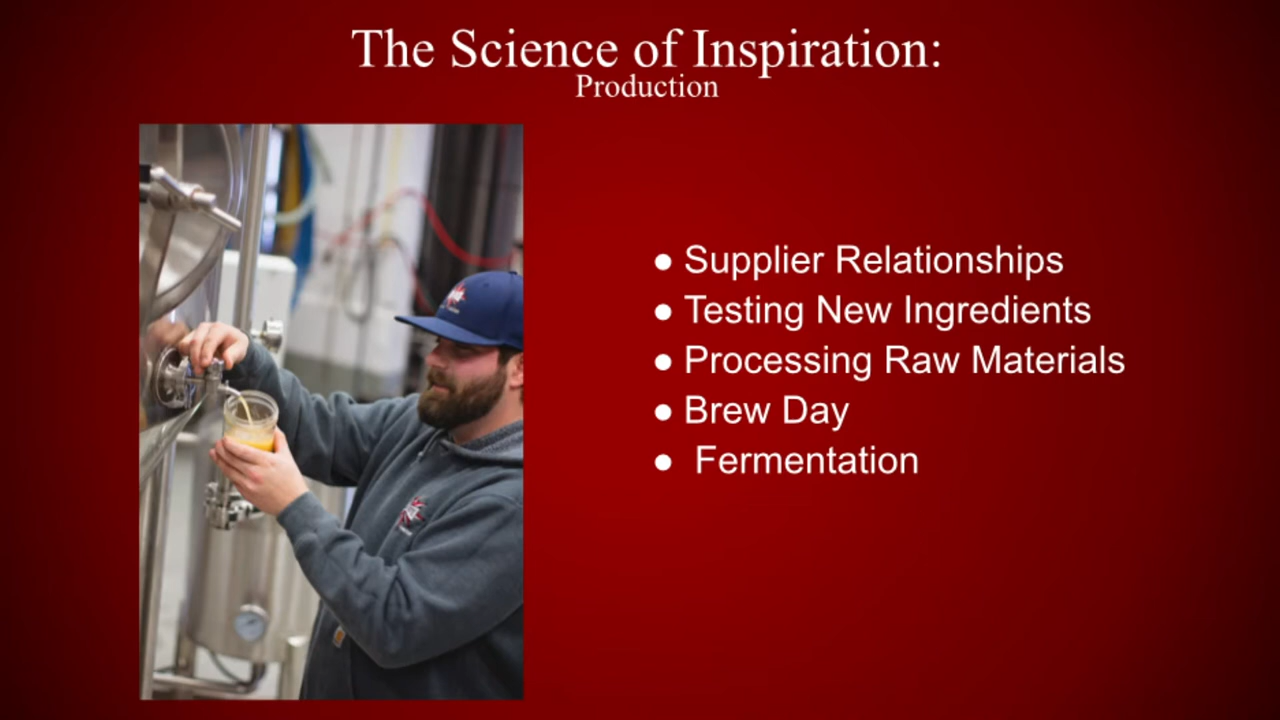 The Science of Inspiration:
Production
● Supplier Relationships
● Testing New Ingredients
● Processing Raw Materials
● Brew Day
● Fermentation